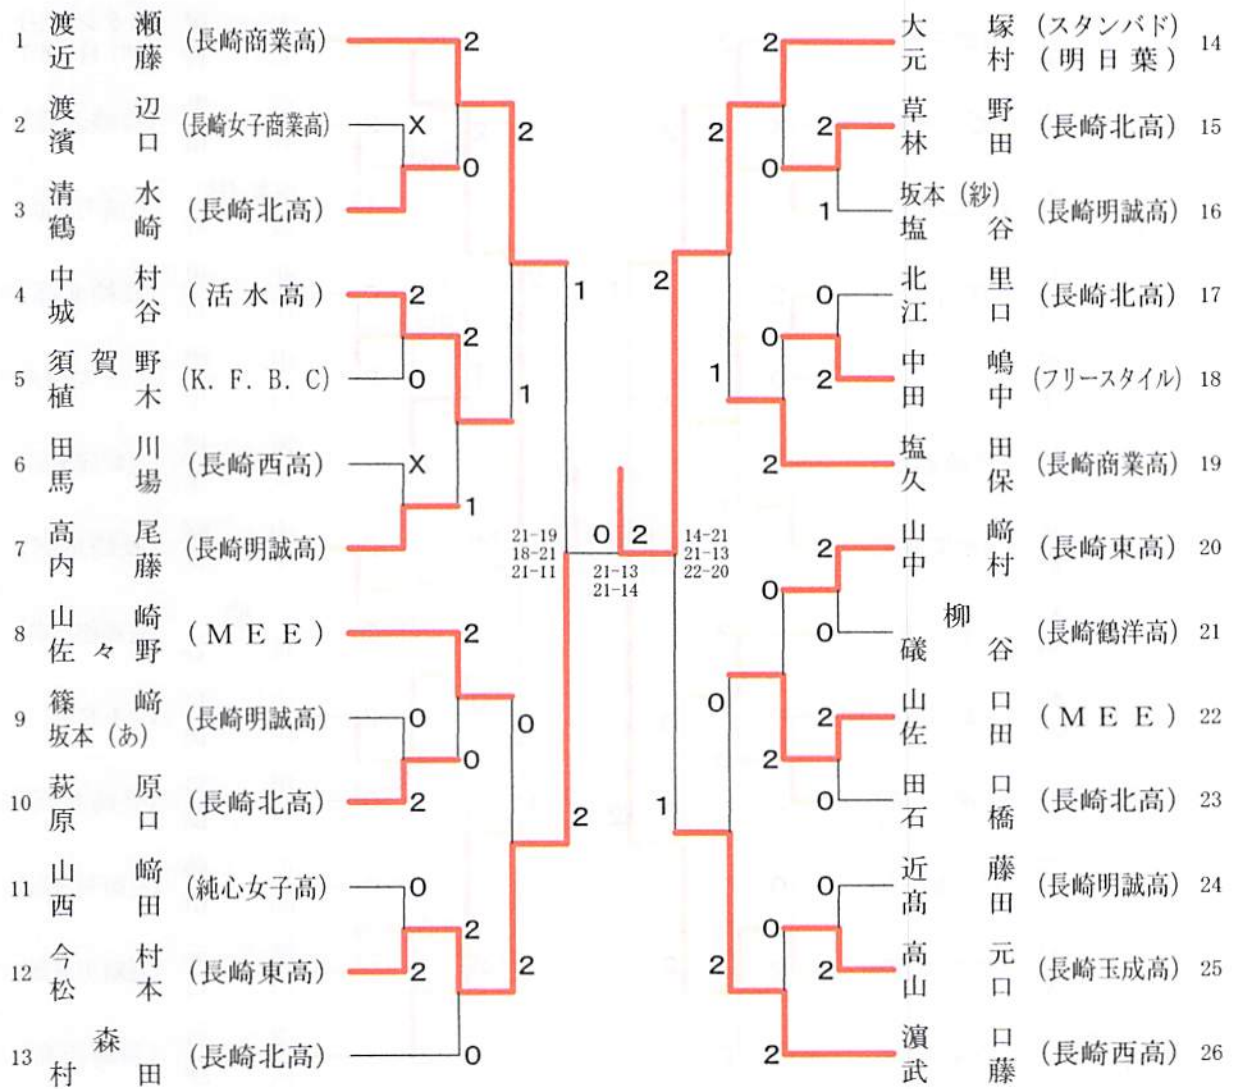 1 渡瀬 近藤 (長崎商業高) 2
2 渡辺 濱口 (長崎女子商業高) X
2
0
3 清水 鶴崎 (長崎北高)
1
4 中村 城谷 (活水高) 2
2
5 須賀野 植木 (K. F. B. C) 0
1
6 田川 馬場 (長崎西高) X
1
7 高尾 内藤 (長崎明誠高)
21-19
18-21
21-11
0 2
21-13
21-14
14-21
21-13
22-20
8 山崎 佐々野 (MEE) 2
9 篠﨑 坂本(あ) (長崎明誠高) 0
0
0
10 萩原 原口 (長崎北高) 2
2
11 山﨑 西田 (純心女子高) 0
2
12 今村 松本 (長崎東高) 2
2
13 森 村田 (長崎北高) 0
2 大塚 元村 (スタンバド) (明日葉) 14
2
2 草野 林田 (長崎北高) 15
0
1 坂本(紗) 塩谷 (長崎明誠高) 16
2
0 北里 江口 (長崎北高) 17
0
1
2 中嶋 田中 (フリースタイル) 18
2 塩田 久保 (長崎商業高) 19
2 山﨑 中村 (長崎東高) 20
0
0 柳 礒谷 (長崎鶴洋高) 21
0
2 山口 佐田 (MEE) 22
2
0 田口 石橋 (長崎北高) 23
1
0 近藤 髙田 (長崎明誠高) 24
0
2
2 高元 山口 (長崎玉成高) 25
2 濵口 武藤 (長崎西高) 26